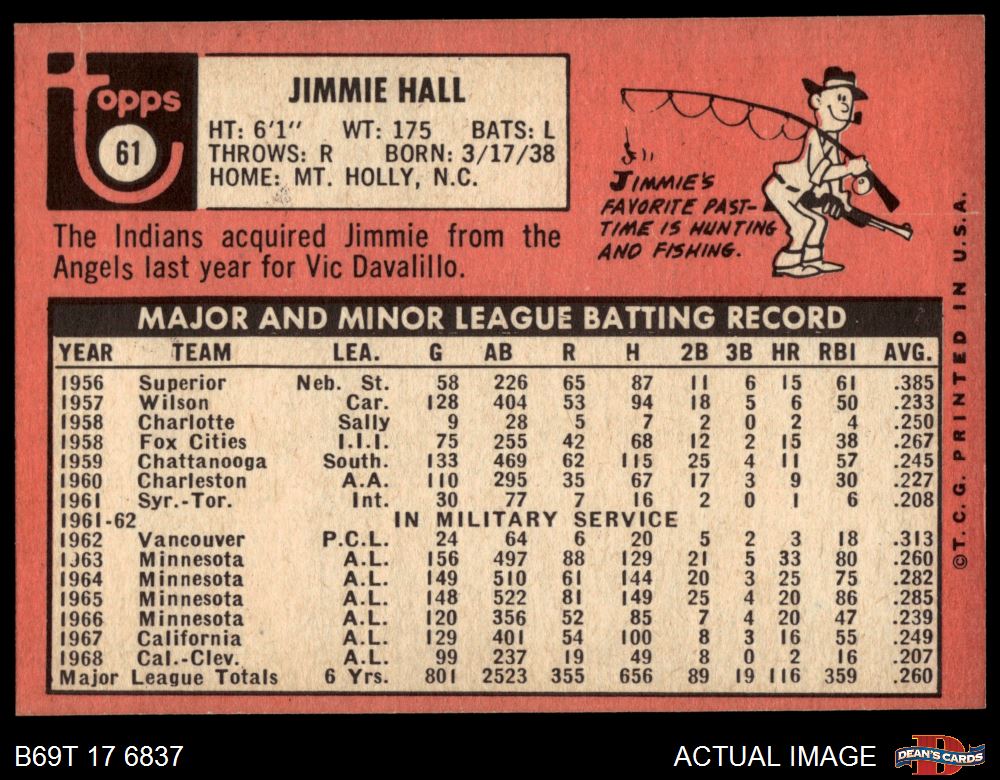 Topps
61
JIMMIE HALL
HT: 6'1" WT: 175 BATS: L
THROWS: R BORN: 3/17/38
HOME: MT. HOLLY, N.C.
JIMMIE'S
FAVORITE PAST-
TIME IS HUNTING
AND FISHING.
The Indians acquired Jimmie from the
Angels last year for Vic Davalillo.
MAJOR AND MINOR LEAGUE BATTING RECORD
YEAR TEAM LEA. G AB R H 2B 3B HR RBI AVG.
1956 Superior Neb. St. 58 226 65 87 11 6 15 61 .385
1957 Wilson Car. 128 404 53 94 18 5 6 50 .233
1958 Charlotte Sally 9 28 5 7 2 0 2 4 .250
1958 Fox Cities I.I.I. 75 255 42 68 12 2 15 38 .267
1959 Chattanooga South. 133 469 62 115 25 4 11 57 .245
1960 Charleston A.A. 110 295 35 67 17 3 9 30 .227
1961 Syr.-Tor. Int. 30 77 7 16 2 0 1 6 .208
1961-62 IN MILITARY SERVICE
1962 Vancouver P.C.L. 24 64 6 20 5 2 3 18 .313
1963 Minnesota A.L. 156 497 88 129 21 5 33 80 .260
1964 Minnesota A.L. 149 510 61 144 20 3 25 75 .282
1965 Minnesota A.L. 148 522 81 149 25 4 20 86 .285
1966 Minnesota A.L. 120 356 52 85 7 4 20 47 .239
1967 California A.L. 129 401 54 100 8 3 16 55 .249
1968 Cal.-Clev. A.L. 99 237 19 49 8 0 2 16 .207
Major League Totals 6 Yrs. 801 2523 355 656 89 19 116 359 .260
©T. C. G. PRINTED IN U.S.A.
B69T 17 6837
ACTUAL IMAGE
D
DEAN'S CARDS